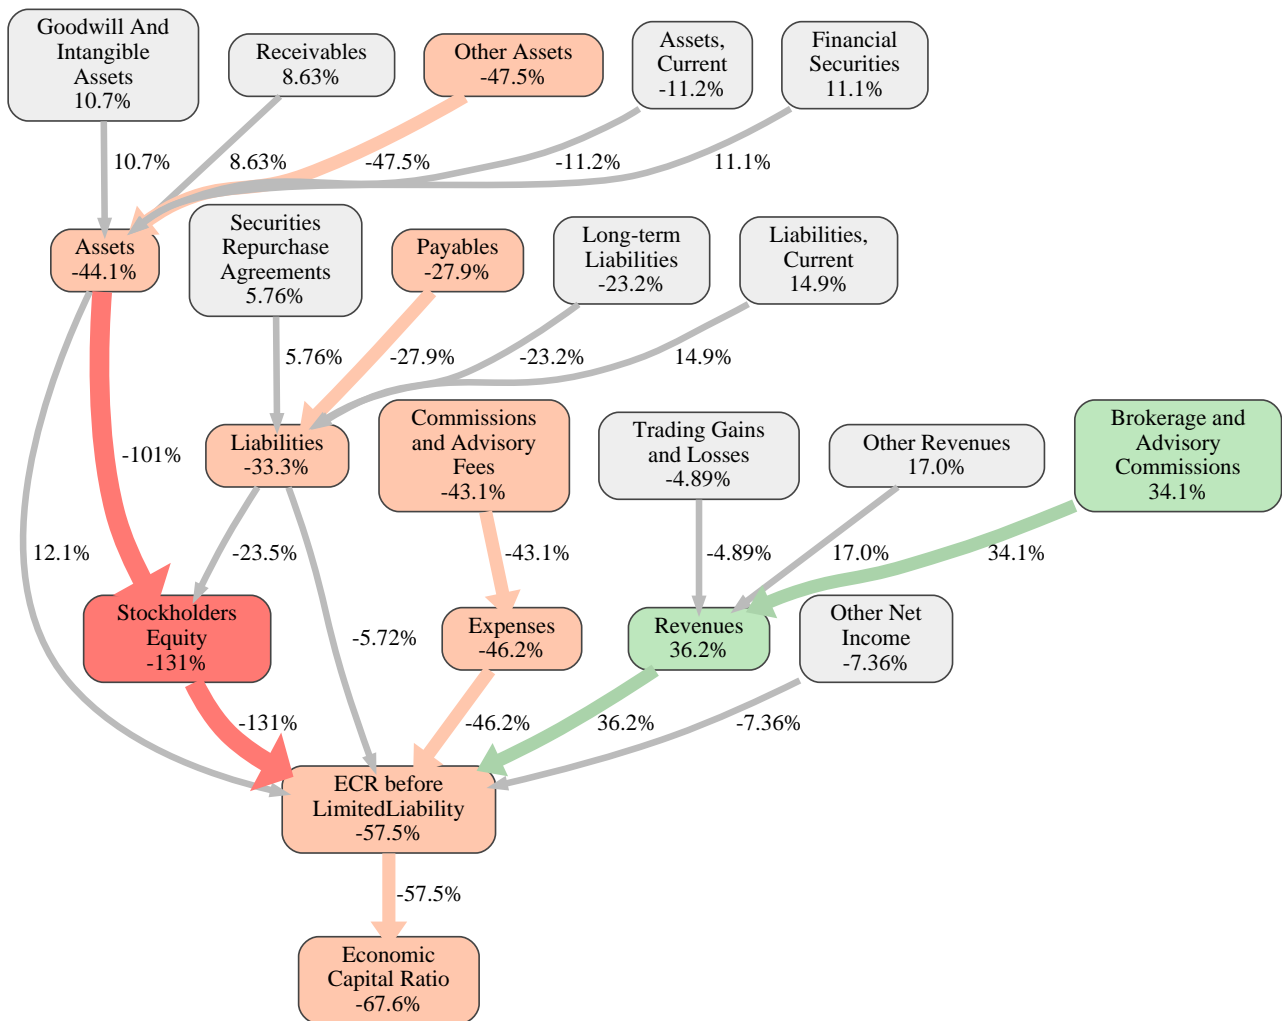 Goodwill And
Intangible
Assets
10.7%
Receivables
8.63%
Other Assets
-47.5%
Assets,
Current
-11.2%
Financial
Securities
11.1%
10.7%
8.63%
-47.5%
-11.2%
11.1%
Assets
-44.1%
Securities
Repurchase
Agreements
5.76%
Payables
-27.9%
Long-term
Liabilities
-23.2%
Liabilities,
Current
14.9%
5.76%
-27.9%
-23.2%
14.9%
Liabilities
-33.3%
Commissions
and Advisory
Fees
-43.1%
Trading Gains
and Losses
-4.89%
Other Revenues
17.0%
Brokerage and
Advisory
Commissions
34.1%
-101%
12.1%
-23.5%
-43.1%
-4.89%
17.0%
34.1%
Stockholders
Equity
-131%
-5.72%
Expenses
-46.2%
Revenues
36.2%
Other Net
Income
-7.36%
-131%
-46.2%
36.2%
-7.36%
ECR before
LimitedLiability
-57.5%
-57.5%
Economic
Capital Ratio
-67.6%